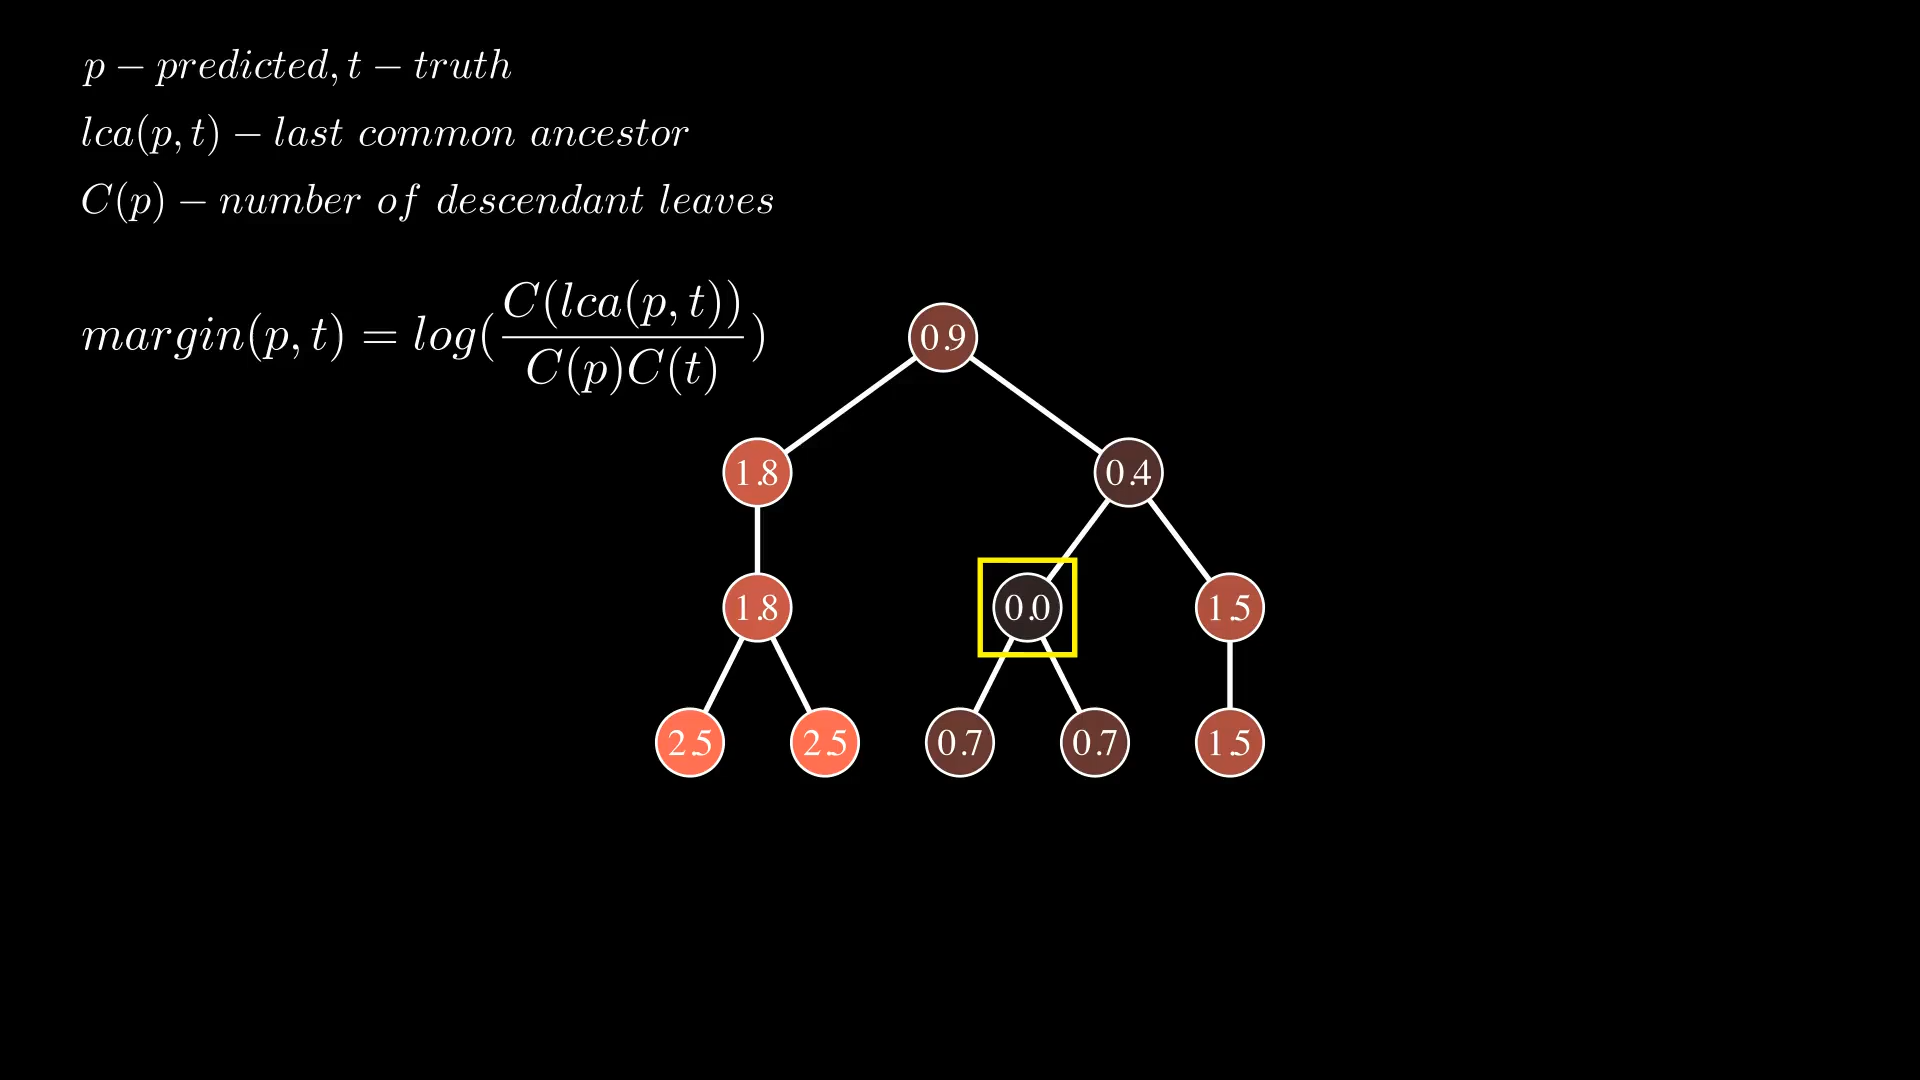 p − predicted, t − truth
lca(p, t) − last common ancestor
C(p) − number of descendant leaves
margin(p, t) = log(\frac{C(lca(p, t))}{C(p)C(t)})
0.9
1.8 0.4
1.8 0.0 1.5
2.5 2.5 0.7 0.7 1.5